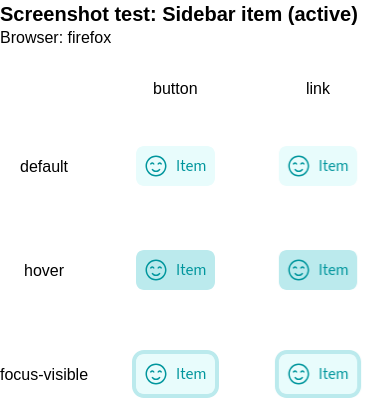 Screenshot test: Sidebar item (active)
Browser: firefox
button link
default Item Item
hover Item Item
focus-visible Item Item